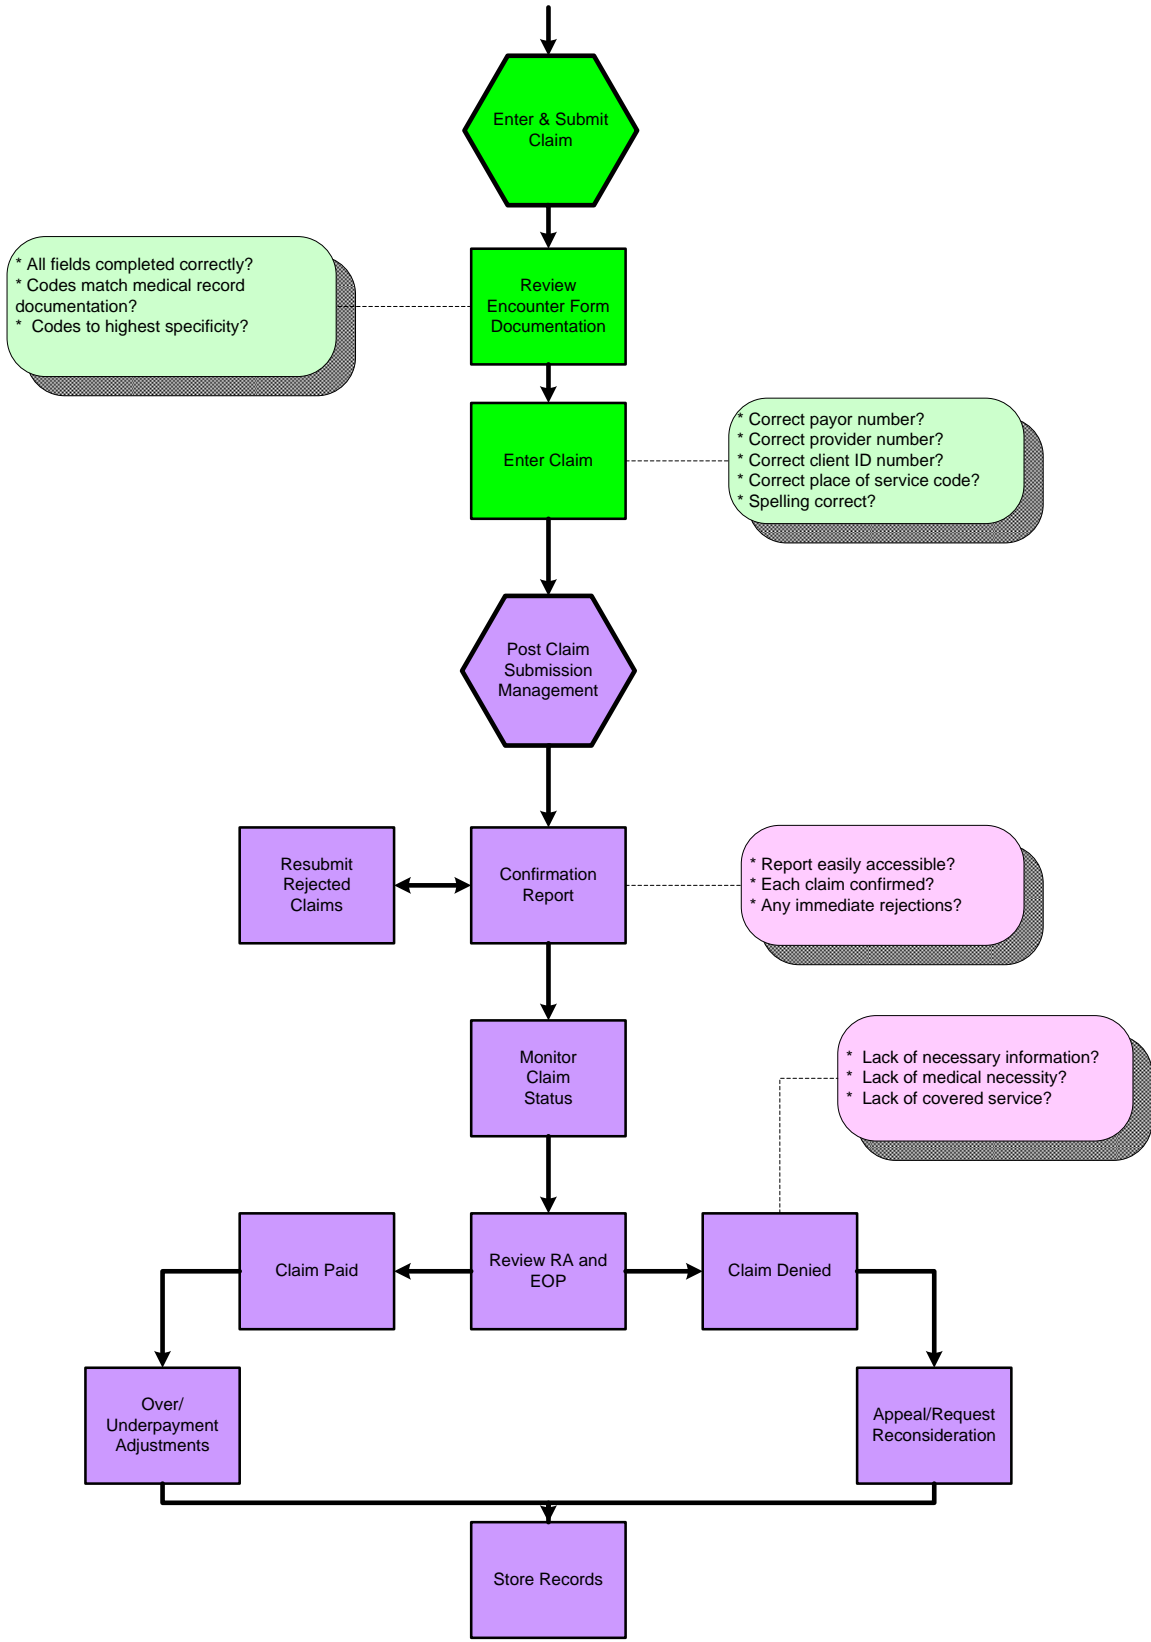 Enter & Submit
Claim
* All fields completed correctly?
* Codes match medical record
documentation?
*  Codes to highest specificity?
Review
Encounter Form
Documentation
Enter Claim
* Correct payor number?
* Correct provider number?
* Correct client ID number?
* Correct place of service code?
* Spelling correct?
Post Claim
Submission
Management
Resubmit
Rejected
Claims
Confirmation
Report
* Report easily accessible?
* Each claim confirmed?
* Any immediate rejections?
Monitor
Claim
Status
*  Lack of necessary information?
*  Lack of medical necessity?
*  Lack of covered service?
Claim Paid
Review RA and
EOP
Claim Denied
Over/
Underpayment
Adjustments
Appeal/Request
Reconsideration
Store Records